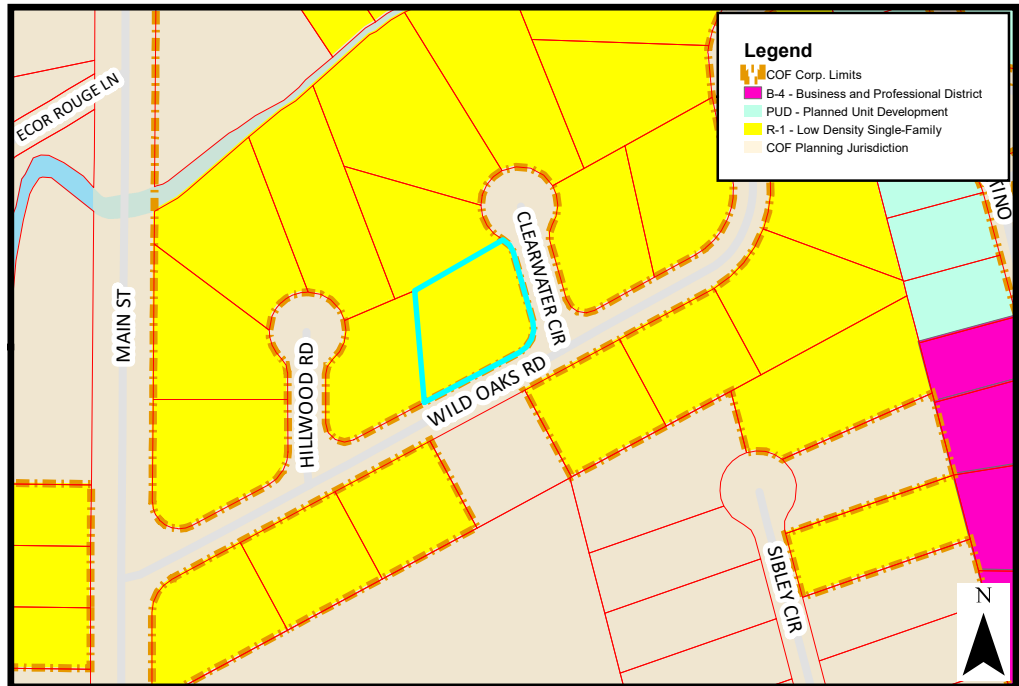 Legend
COF Corp. Limits
B-4 - Business and Professional District
PUD - Planned Unit Development
R-1 - Low Density Single-Family
COF Planning Jurisdiction
ECOR ROUGE LN
MAIN ST
HILLWOOD RD
CLEARWATER CIR
WILD OAKS RD
SIBLEY CIR
N